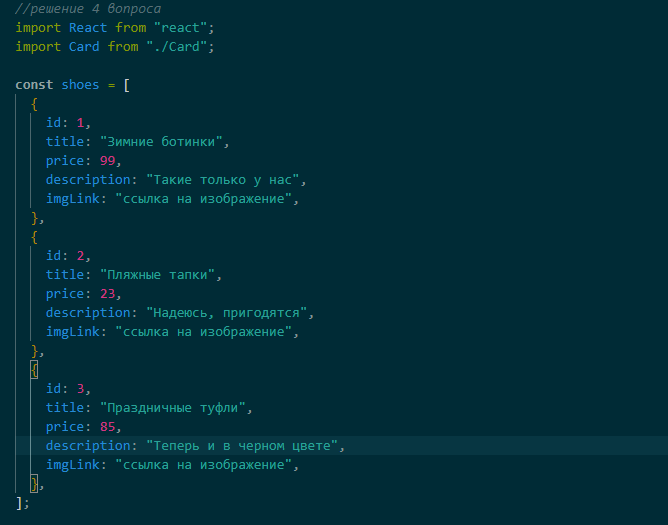 //решение 4 вопроса
import React from "react";
import Card from "./Card";
const shoes = [
{
id: 1,
title: "Зимние ботинки",
price: 99,
description: "Такие только у нас",
imgLink: "ссылка на изображение",
},
{
id: 2,
title: "Пляжные тапки",
price: 23,
description: "Надеюсь, пригодятся",
imgLink: "ссылка на изображение",
},
{
id: 3,
title: "Праздничные туфли",
price: 85,
description: "Теперь и в черном цвете",
imgLink: "ссылка на изображение",
},
];